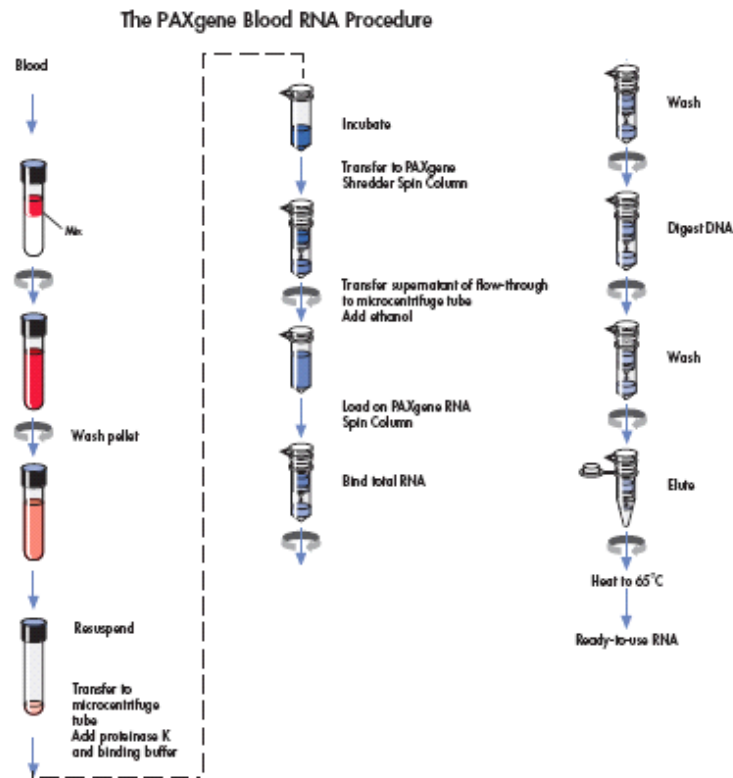 The PAXgene Blood RNA Procedure
Blood
Mix
Wash pellet
Resuspend
Transfer to
microcentrifuge
tube
Add proteinase K
and binding buffer
Incubate
Transfer to PAXgene
Shredder Spin Column
Transfer supernatant of flow-through
to microcentrifuge tube
Add ethanol
Load on PAXgene RNA
Spin Column
Bind total RNA
Wash
Digest DNA
Wash
Elute
Heat to 65°C
Ready-to-use RNA